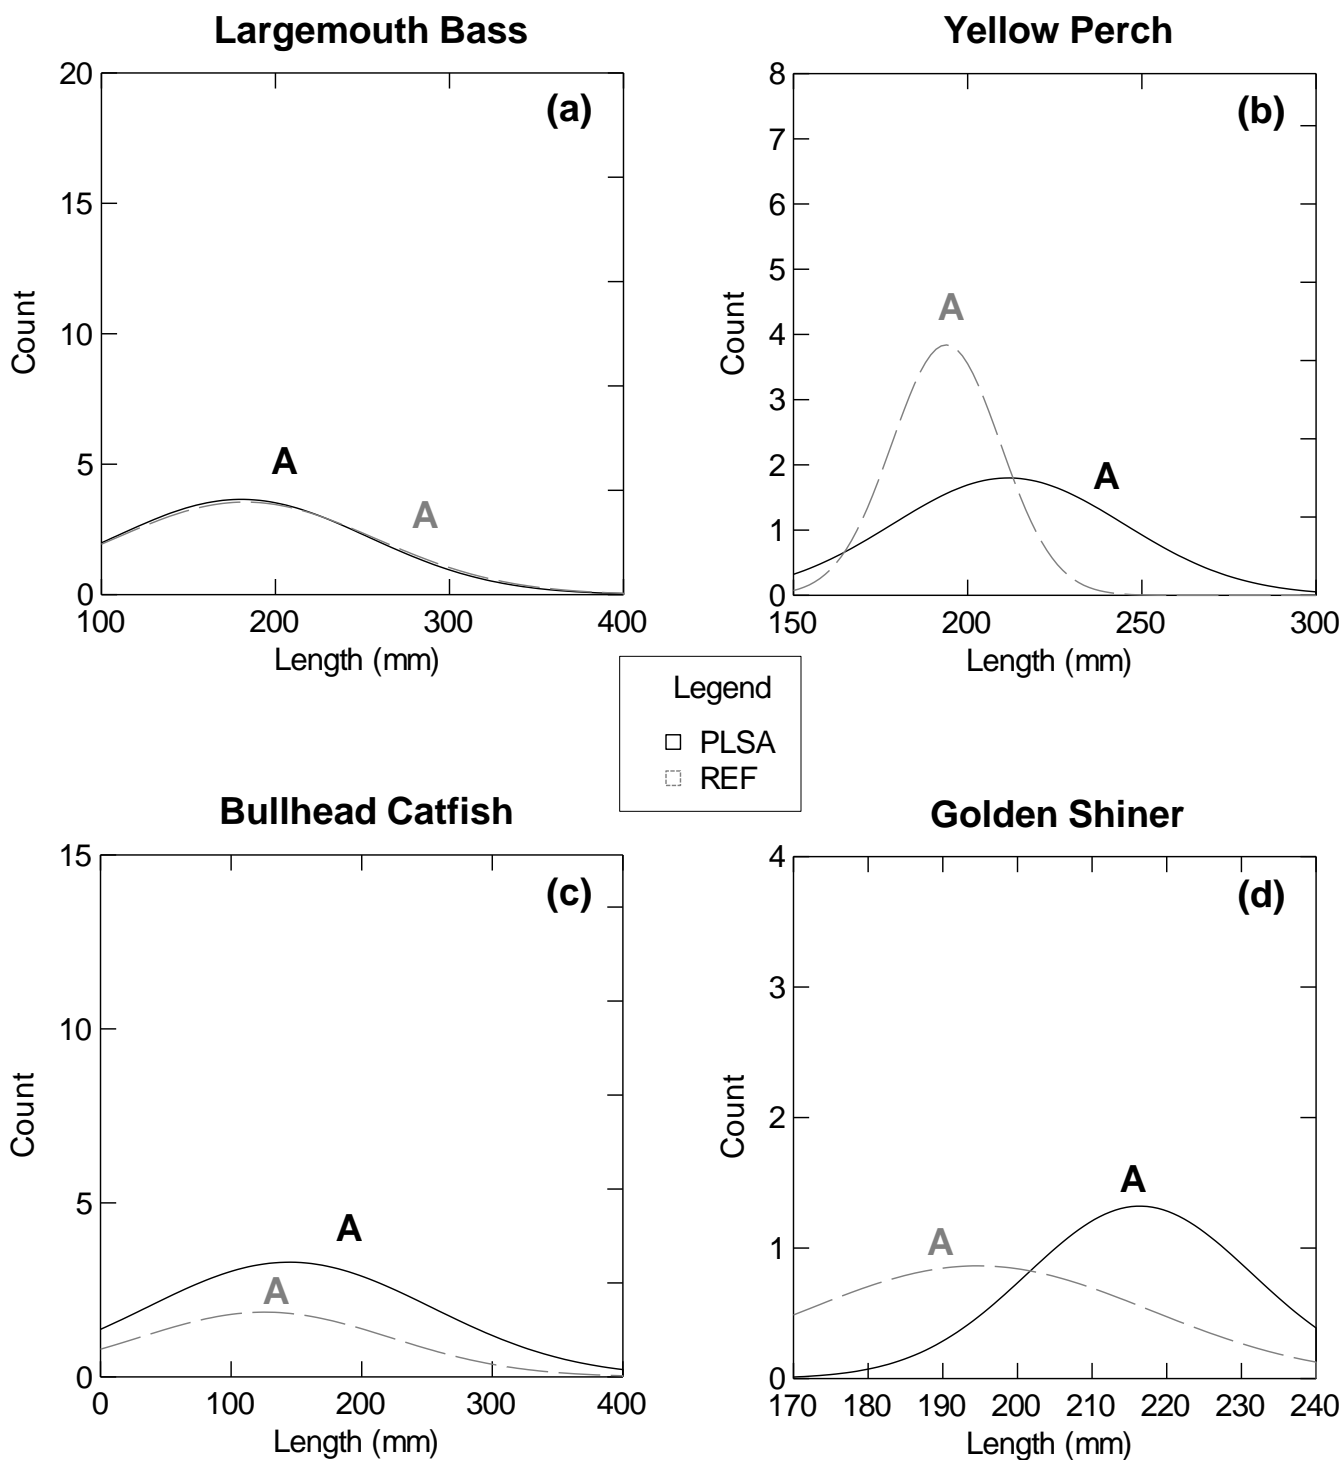 Largemouth Bass
(a)
20
15
10
5
0
Count
A
A
100 200 300 400
Length (mm)
Yellow Perch
(b)
8
7
6
5
4
3
2
1
0
Count
A
A
150 200 250 300
Length (mm)
Legend
PLSA
REF
Bullhead Catfish
(c)
15
10
5
0
Count
A
A
0 100 200 300 400
Length (mm)
Golden Shiner
(d)
4
3
2
1
0
Count
A
A
170 180 190 200 210 220 230 240
Length (mm)